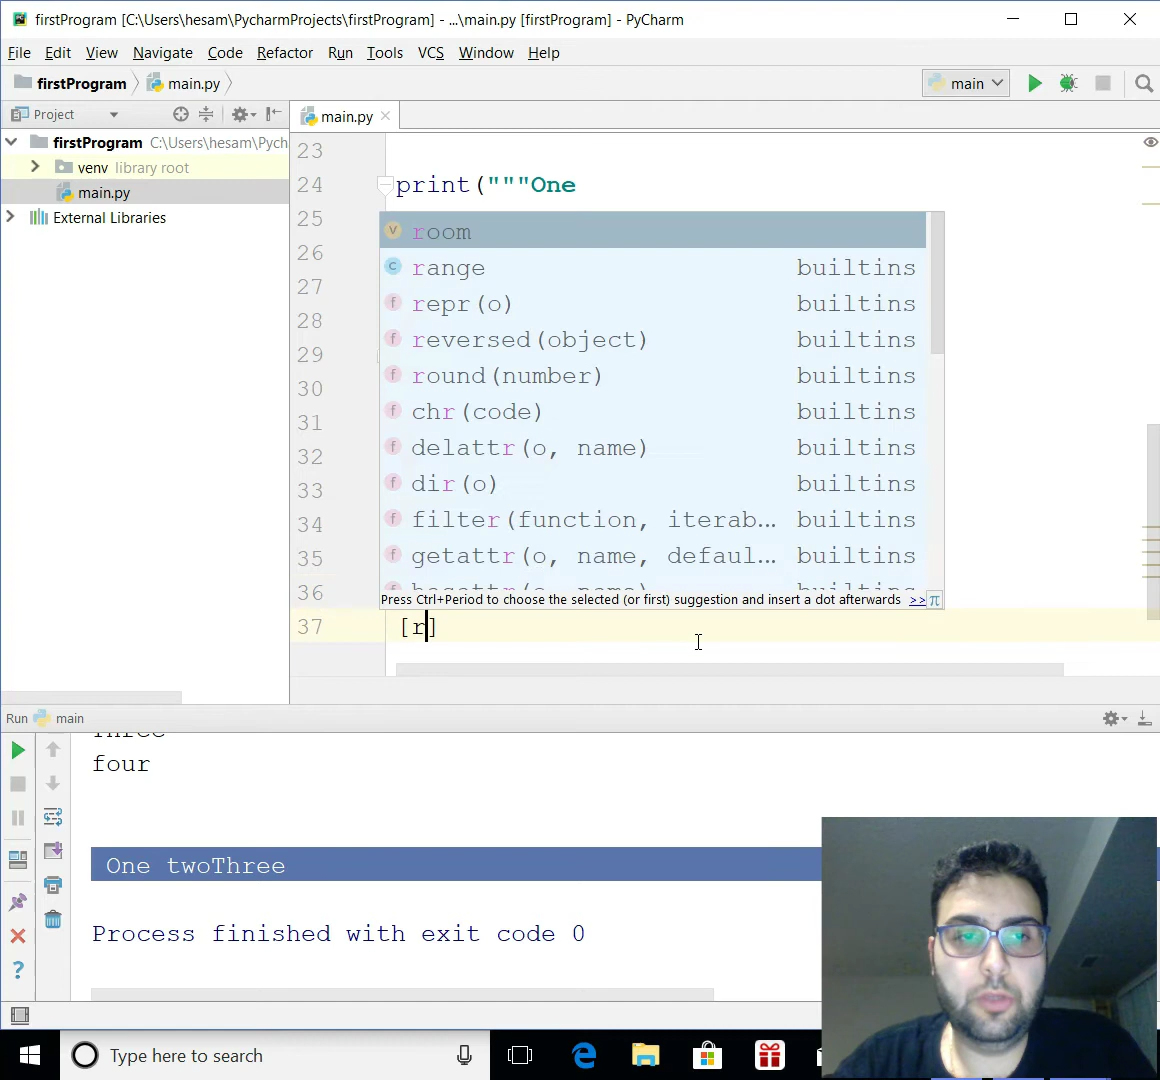 firstProgram [C:\Users\hesam\PycharmProjects\firstProgram] - ...\main.py [firstProgram] - PyCharm
File Edit View Navigate Code Refactor Run Tools VCS Window Help
firstProgram main.py main
Project main.py
firstProgram C:\Users\hesam\Pych
venv library root
main.py
External Libraries
23
24 print("""One
25
room
26
range builtins
27
repr(o) builtins
28
reversed(object) builtins
29
round(number) builtins
30
chr(code) builtins
31
delattr(o, name) builtins
32
dir(o) builtins
33
filter(function, iterab... builtins
34
getattr(o, name, defaul... builtins
35
36
Press Ctrl+Period to choose the selected (or first) suggestion and insert a dot afterwards >> π
37 [r]
Run main
Three
four
One twoThree
Process finished with exit code 0
Type here to search